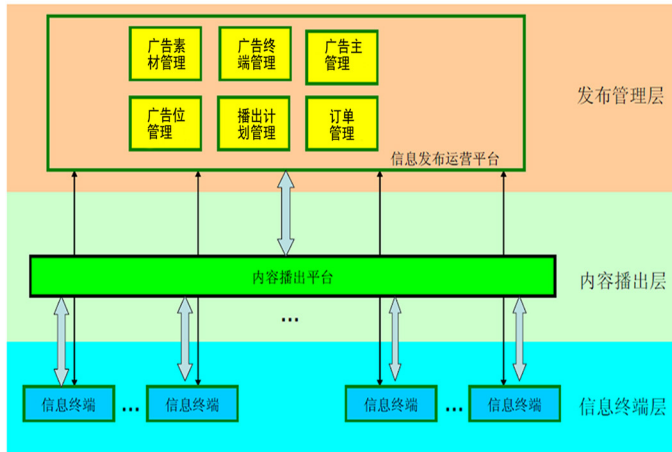 广告素
材管理
广告终
端管理
广告主
管理
发布管理层
广告位
管理
播出计
划管理
订单
管理
信息发布运营平台
内容播出平台
内容播出层
...
信息终端
...
信息终端
信息终端
...
信息终端
信息终端层